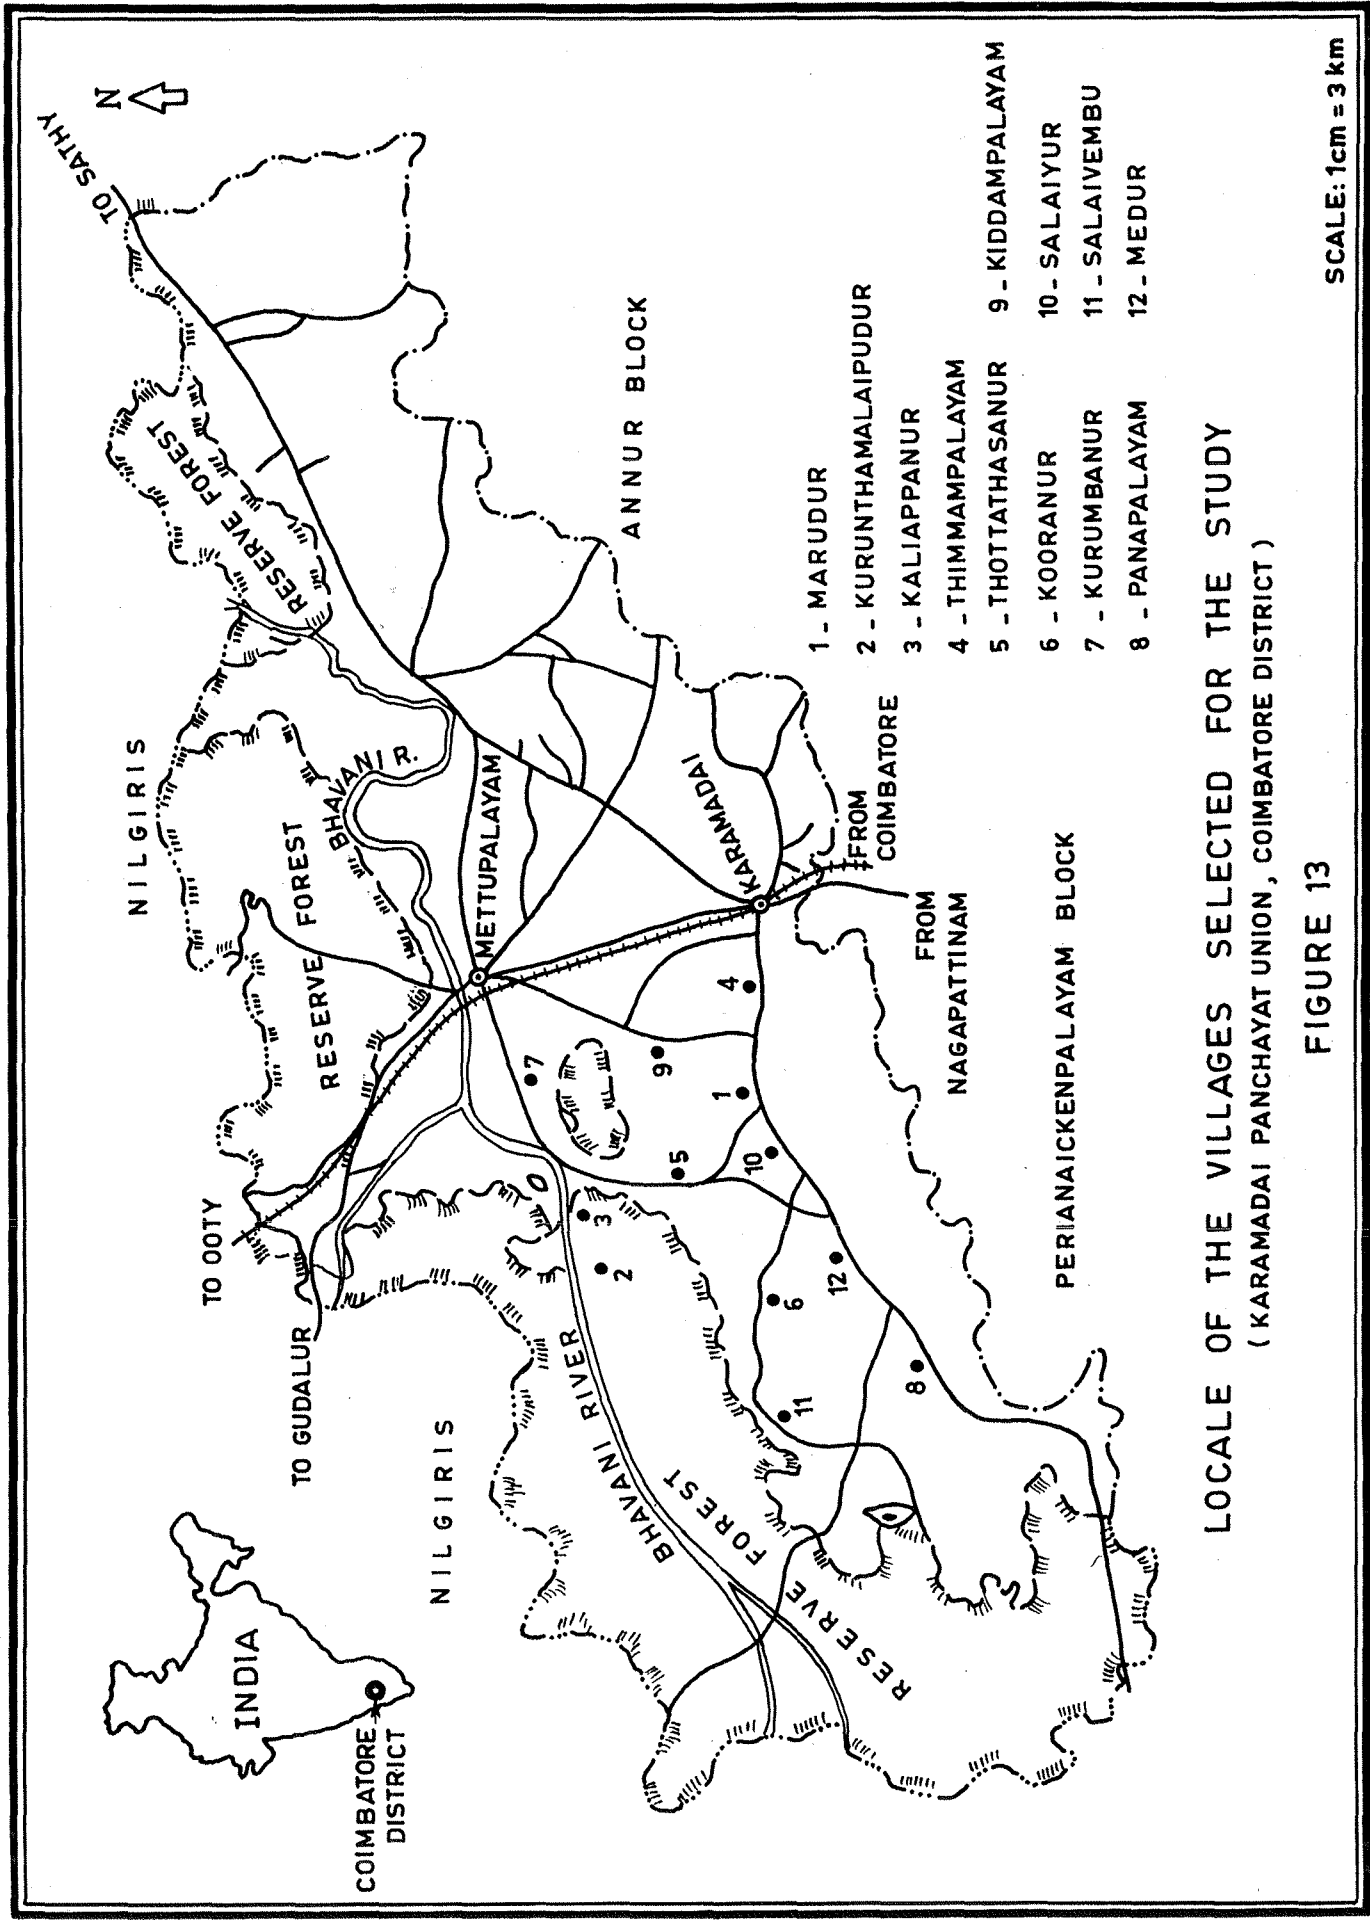 N
TO SATHY
INDIA
COIMBATORE
DISTRICT
NILGIRIS
RESERVE FOREST
TO OOTY
TO GUDALUR
RESERVE FOREST
BHAVANI R.
NILGIRIS
METTUPALAYAM
BHAVANI RIVER
RESERVE FOREST
KARAMADAI
ANNUR BLOCK
7
3
2
9
5
4
1
10
6
12
11
8
FROM
COIMBATORE
FROM
NAGAPATTINAM
PERIANAICKENPALAYAM BLOCK
1 - MARUDUR
2 - KURUNTHAMALAIPUDUR
3 - KALIAPPANUR
4 - THIMMAMPALAYAM
5 - THOTTATHASANUR
6 - KOORANUR
7 - KURUMBANUR
8 - PANAPALAYAM
9 - KIDDAMPALAYAM
10 - SALAIYUR
11 - SALAIVEMBU
12 - MEDUR
LOCALE OF THE VILLAGES SELECTED FOR THE STUDY
(KARAMADAI PANCHAYAT UNION, COIMBATORE DISTRICT)
FIGURE 13
SCALE: 1cm = 3 km